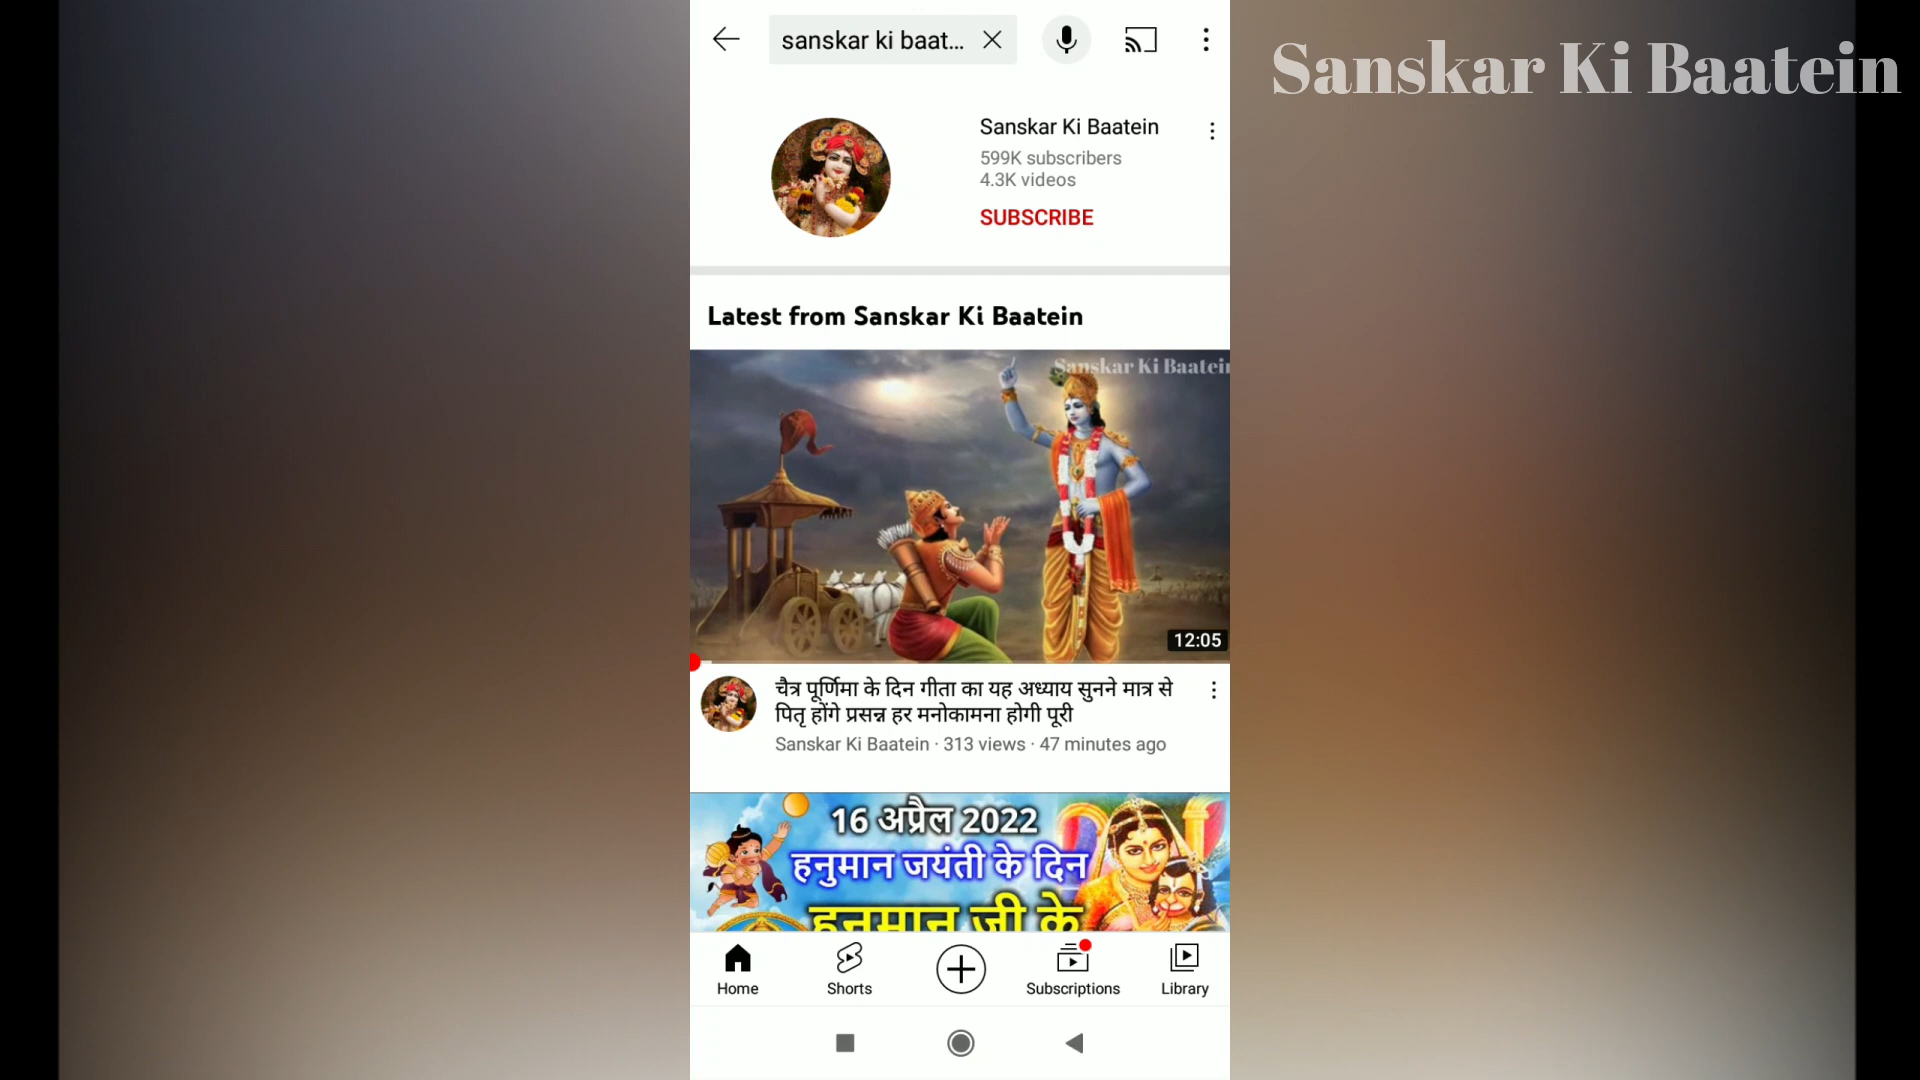 sanskar ki baat...
Sanskar Ki Baatein
Sanskar Ki Baatein
599K subscribers
4.3K videos
SUBSCRIBE
Latest from Sanskar Ki Baatein
Sanskar Ki Baatein
12:05
चैत्र पूर्णिमा के दिन गीता का यह अध्याय सुनने मात्र से
पितृ होंगे प्रसन्न हर मनोकामना होगी पूरी
Sanskar Ki Baatein · 313 views · 47 minutes ago
16 अप्रैल 2022
हनुमान जयंती के दिन
हनुमान जी के
Home
Shorts
Subscriptions
Library